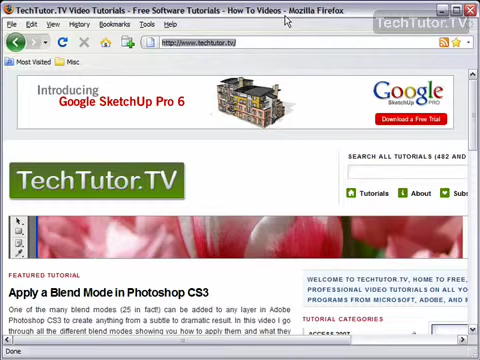 TechTutor.TV Video Tutorials - Free Software Tutorials - How To Videos - Mozilla Firefox
TechTutor.TV
File Edit View History Bookmarks Tools Help
http://www.techtutor.tv/
Most Visited Misc
Introducing
Google SketchUp Pro 6
Google
SketchUp PRO
Download a Free Trial
SEARCH ALL TUTORIALS (482 AND
TechTutor.TV
Tutorials About Subs
FEATURED TUTORIAL
Apply a Blend Mode in Photoshop CS3
One of the many blend modes (25 in fact!) can be added to any layer in Adobe
Photoshop CS3 to create anything from a subtle to dramatic result. In this video I go
through all the different blend modes showing you how to apply them and what they
WELCOME TO TECHTUTOR.TV, HOME TO FREE,
PROFESSIONAL VIDEO TUTORIALS ON ALL YOU
PROGRAMS FROM MICROSOFT, ADOBE, AND
TUTORIAL CATEGORIES
ACCESS 2007
Done